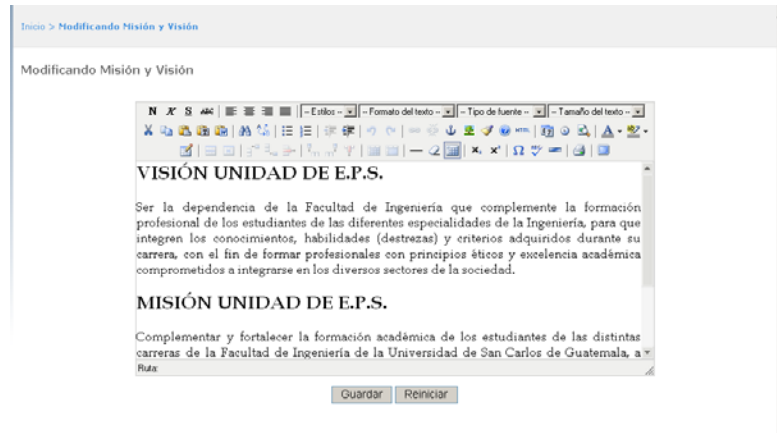 Inicio > Modificando Misión y Visión
Modificando Misión y Visión
N K S ABC -- Estilos -- -- Formato del texto -- -- Tipo de fuente -- -- Tamaño del texto --
HTML
VISIÓN UNIDAD DE E.P.S.
Ser la dependencia de la Facultad de Ingeniería que complemente la formación
profesional de los estudiantes de las diferentes especialidades de la Ingeniería, para que
integren los conocimientos, habilidades (destrezas) y criterios adquiridos durante su
carrera, con el fin de formar profesionales con principios éticos y excelencia académica
comprometidos a integrarse en los diversos sectores de la sociedad.
MISIÓN UNIDAD DE E.P.S.
Complementar y fortalecer la formación académica de los estudiantes de las distintas
carreras de la Facultad de Ingeniería de la Universidad de San Carlos de Guatemala, a
Ruta:
Guardar Reiniciar